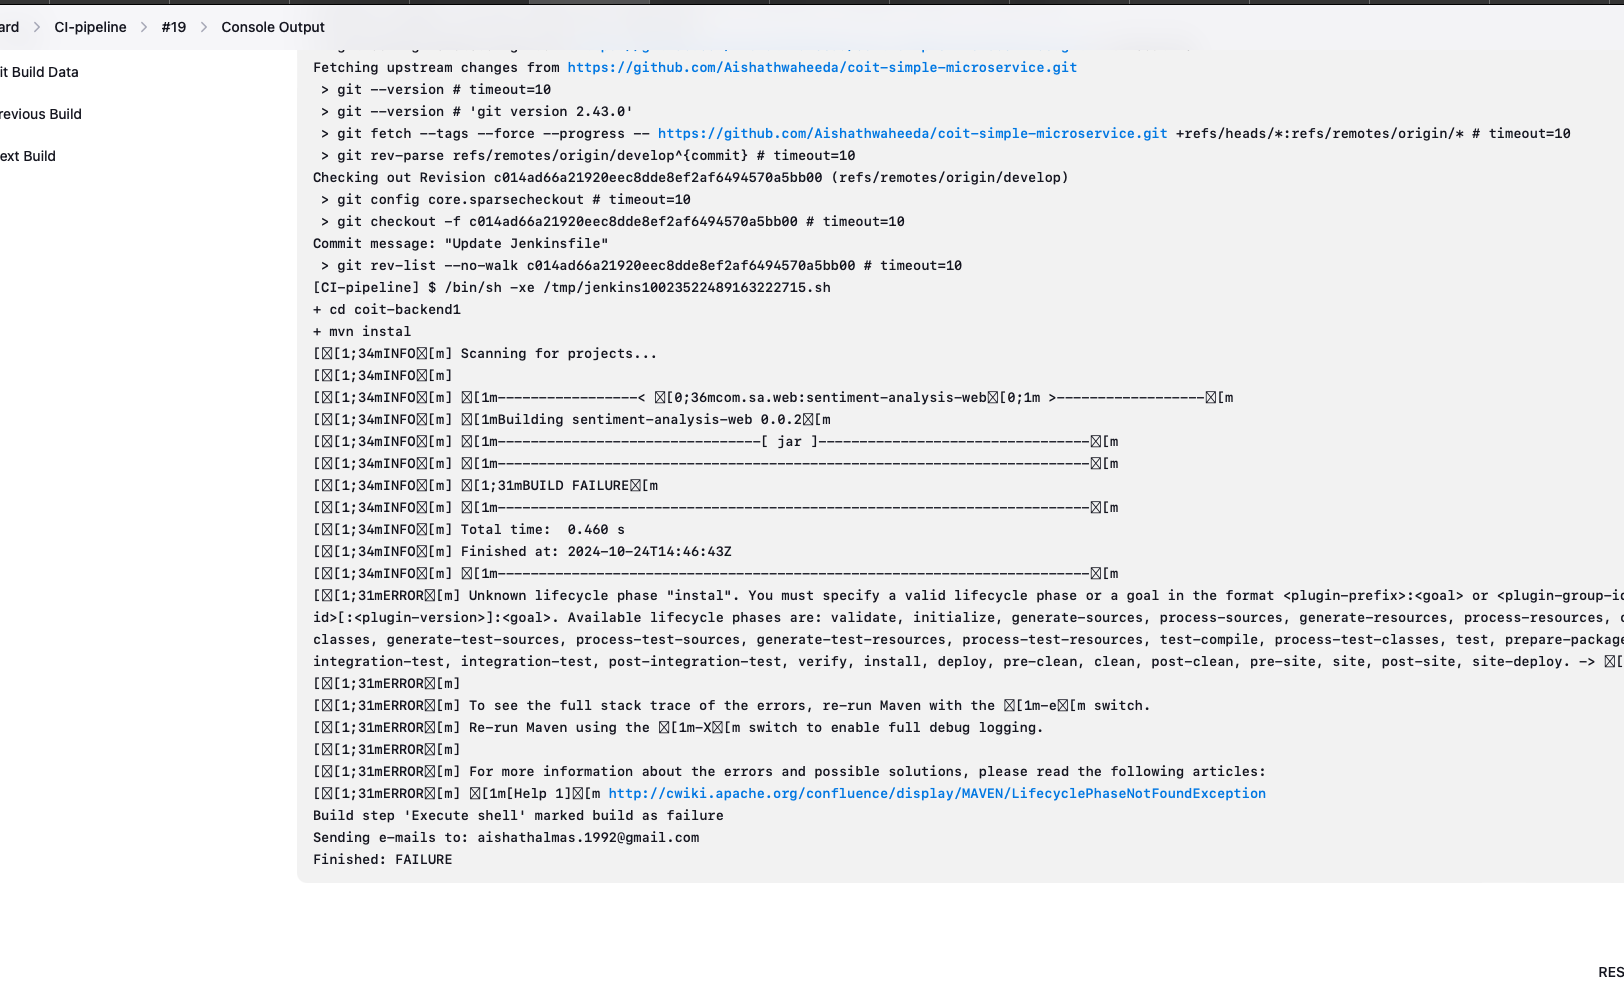 ard > CI-pipeline > #19 > Console Output
it Build Data
revious Build
ext Build
Fetching upstream changes from https://github.com/Aishathwaheeda/coit-simple-microservice.git
> git --version # timeout=10
> git --version # 'git version 2.43.0'
> git fetch --tags --force --progress -- https://github.com/Aishathwaheeda/coit-simple-microservice.git +refs/heads/*:refs/remotes/origin/* # timeout=10
> git rev-parse refs/remotes/origin/develop^{commit} # timeout=10
Checking out Revision c014ad66a21920eec8dde8ef2af6494570a5bb00 (refs/remotes/origin/develop)
> git config core.sparsecheckout # timeout=10
> git checkout -f c014ad66a21920eec8dde8ef2af6494570a5bb00 # timeout=10
Commit message: "Update Jenkinsfile"
> git rev-list --no-walk c014ad66a21920eec8dde8ef2af6494570a5bb00 # timeout=10
[CI-pipeline] $ /bin/sh -xe /tmp/jenkins10023522489163222715.sh
+ cd coit-backend1
+ mvn instal
[␛[1;34mINFO␛[m] Scanning for projects...
[␛[1;34mINFO␛[m]
[␛[1;34mINFO␛[m] ␛[1m-----------------< ␛[0;36mcom.sa.web:sentiment-analysis-web␛[0;1m >------------------␛[m
[␛[1;34mINFO␛[m] ␛[1mBuilding sentiment-analysis-web 0.0.2␛[m
[␛[1;34mINFO␛[m] ␛[1m--------------------------------[ jar ]---------------------------------␛[m
[␛[1;34mINFO␛[m] ␛[1m------------------------------------------------------------------------␛[m
[␛[1;34mINFO␛[m] ␛[1;31mBUILD FAILURE␛[m
[␛[1;34mINFO␛[m] ␛[1m------------------------------------------------------------------------␛[m
[␛[1;34mINFO␛[m] Total time:  0.460 s
[␛[1;34mINFO␛[m] Finished at: 2024-10-24T14:46:43Z
[␛[1;34mINFO␛[m] ␛[1m------------------------------------------------------------------------␛[m
[␛[1;31mERROR␛[m] Unknown lifecycle phase "instal". You must specify a valid lifecycle phase or a goal in the format <plugin-prefix>:<goal> or <plugin-group-id
id>[:<plugin-version>]:<goal>. Available lifecycle phases are: validate, initialize, generate-sources, process-sources, generate-resources, process-resources,
classes, generate-test-sources, process-test-sources, generate-test-resources, process-test-resources, test-compile, process-test-classes, test, prepare-package
integration-test, integration-test, post-integration-test, verify, install, deploy, pre-clean, clean, post-clean, pre-site, site, post-site, site-deploy. -> ␛[
[␛[1;31mERROR␛[m]
[␛[1;31mERROR␛[m] To see the full stack trace of the errors, re-run Maven with the ␛[1m-e␛[m switch.
[␛[1;31mERROR␛[m] Re-run Maven using the ␛[1m-X␛[m switch to enable full debug logging.
[␛[1;31mERROR␛[m]
[␛[1;31mERROR␛[m] For more information about the errors and possible solutions, please read the following articles:
[␛[1;31mERROR␛[m] ␛[1m[Help 1]␛[m http://cwiki.apache.org/confluence/display/MAVEN/LifecyclePhaseNotFoundException
Build step 'Execute shell' marked build as failure
Sending e-mails to: aishathalmas.1992@gmail.com
Finished: FAILURE
RES